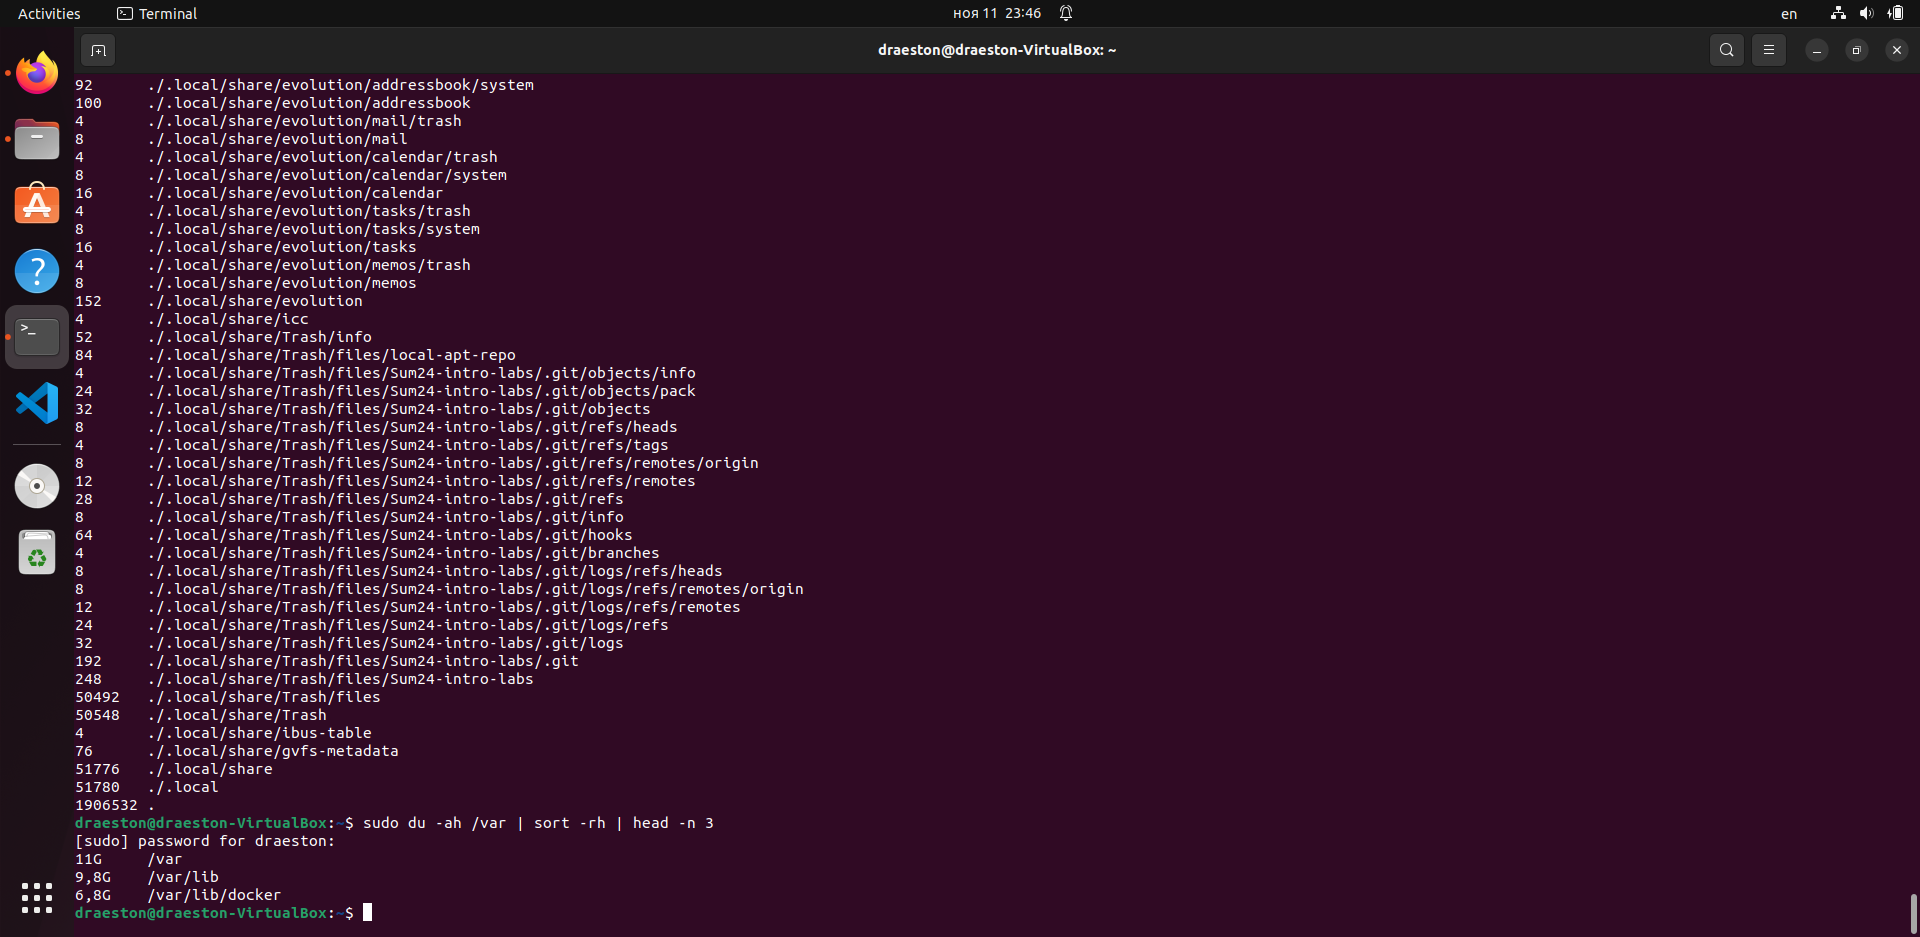 Activities Terminal ноя 11 23:46 en
draeston@draeston-VirtualBox: ~
92 ./.local/share/evolution/addressbook/system
100 ./.local/share/evolution/addressbook
4 ./.local/share/evolution/mail/trash
8 ./.local/share/evolution/mail
4 ./.local/share/evolution/calendar/trash
8 ./.local/share/evolution/calendar/system
16 ./.local/share/evolution/calendar
4 ./.local/share/evolution/tasks/trash
8 ./.local/share/evolution/tasks/system
16 ./.local/share/evolution/tasks
4 ./.local/share/evolution/memos/trash
8 ./.local/share/evolution/memos
152 ./.local/share/evolution
4 ./.local/share/icc
52 ./.local/share/Trash/info
84 ./.local/share/Trash/files/local-apt-repo
4 ./.local/share/Trash/files/Sum24-intro-labs/.git/objects/info
24 ./.local/share/Trash/files/Sum24-intro-labs/.git/objects/pack
32 ./.local/share/Trash/files/Sum24-intro-labs/.git/objects
8 ./.local/share/Trash/files/Sum24-intro-labs/.git/refs/heads
4 ./.local/share/Trash/files/Sum24-intro-labs/.git/refs/tags
8 ./.local/share/Trash/files/Sum24-intro-labs/.git/refs/remotes/origin
12 ./.local/share/Trash/files/Sum24-intro-labs/.git/refs/remotes
28 ./.local/share/Trash/files/Sum24-intro-labs/.git/refs
8 ./.local/share/Trash/files/Sum24-intro-labs/.git/info
64 ./.local/share/Trash/files/Sum24-intro-labs/.git/hooks
4 ./.local/share/Trash/files/Sum24-intro-labs/.git/branches
8 ./.local/share/Trash/files/Sum24-intro-labs/.git/logs/refs/heads
8 ./.local/share/Trash/files/Sum24-intro-labs/.git/logs/refs/remotes/origin
12 ./.local/share/Trash/files/Sum24-intro-labs/.git/logs/refs/remotes
24 ./.local/share/Trash/files/Sum24-intro-labs/.git/logs/refs
32 ./.local/share/Trash/files/Sum24-intro-labs/.git/logs
192 ./.local/share/Trash/files/Sum24-intro-labs/.git
248 ./.local/share/Trash/files/Sum24-intro-labs
50492 ./.local/share/Trash/files
50548 ./.local/share/Trash
4 ./.local/share/ibus-table
76 ./.local/share/gvfs-metadata
51776 ./.local/share
51780 ./.local
1906532 .
draeston@draeston-VirtualBox:~$ sudo du -ah /var | sort -rh | head -n 3
[sudo] password for draeston:
11G /var
9,8G /var/lib
6,8G /var/lib/docker
draeston@draeston-VirtualBox:~$